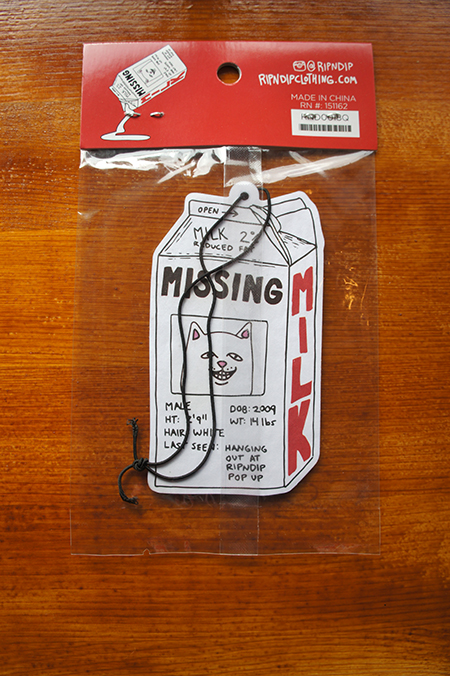 @RIPNDIP
RIPNDIPCLOTHING.COM
MADE IN CHINA
RN #: 151162
MISSING
OPEN →
MILK 2%
REDUCED FAT
MISSING
MILK
MALE
DOB: 2009
HT: 2'9"
WT: 14 lbs
HAIR: WHITE
LAST SEEN: HANGING
OUT AT
RIPNDIP
POP UP